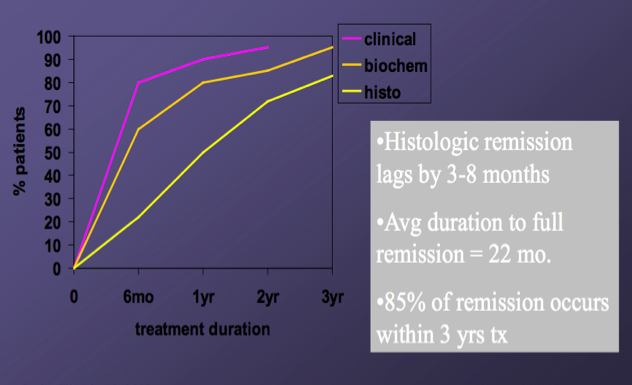 100
90
80
70
60
50
40
30
20
10
0
% patients
0 6mo 1yr 2yr 3yr
treatment duration
clinical
biochem
histo
•Histologic remission
lags by 3-8 months
•Avg duration to full
remission = 22 mo.
•85% of remission occurs
within 3 yrs tx